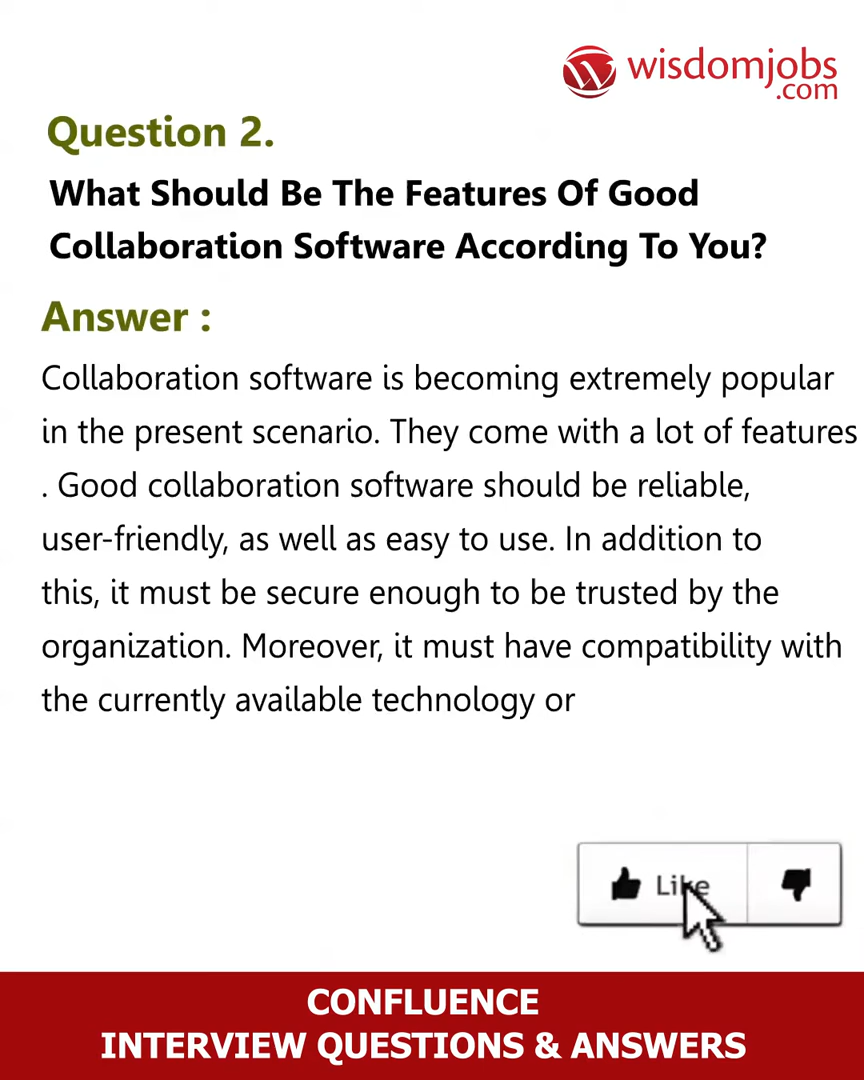 wisdomjobs
.com
Question 2.
What Should Be The Features Of Good
Collaboration Software According To You?
Answer :
Collaboration software is becoming extremely popular
in the present scenario. They come with a lot of features
. Good collaboration software should be reliable,
user-friendly, as well as easy to use. In addition to
this, it must be secure enough to be trusted by the
organization. Moreover, it must have compatibility with
the currently available technology or
Like
CONFLUENCE
INTERVIEW QUESTIONS & ANSWERS